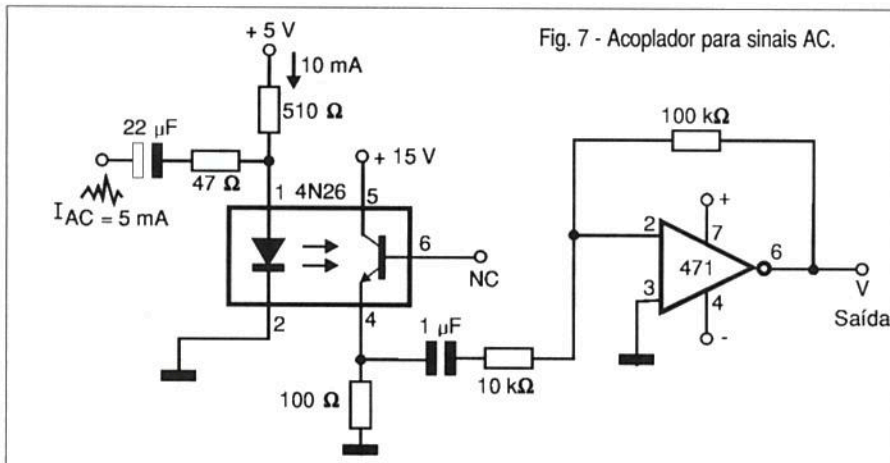 Fig. 7 - Acoplador para sinais AC.
+ 5 V
10 mA
510 Ω
100 kΩ
22 µF
+ 15 V
47 Ω
I AC = 5 mA
1 4N26 5
2 + 7
6
6
471
NC
3 4
V
2 4
-
Saída
1 µF
10 kΩ
100 Ω